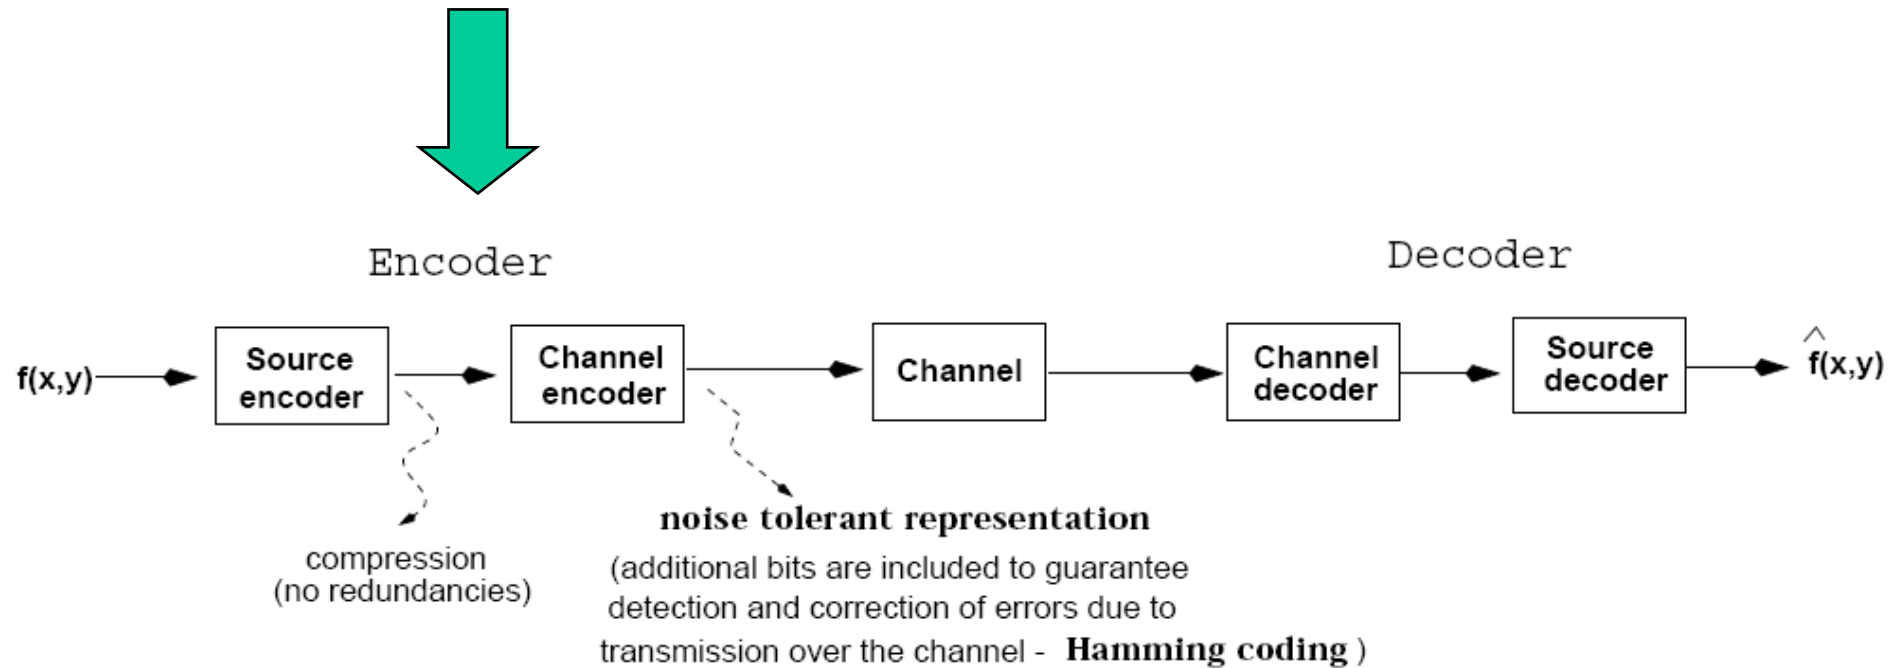 Encoder
Decoder
f(x,y)
Source
encoder
Channel
encoder
Channel
Channel
decoder
Source
decoder
^
f(x,y)
compression
(no redundancies)
noise tolerant representation
(additional bits are included to guarantee
detection and correction of errors due to
transmission over the channel - Hamming coding )